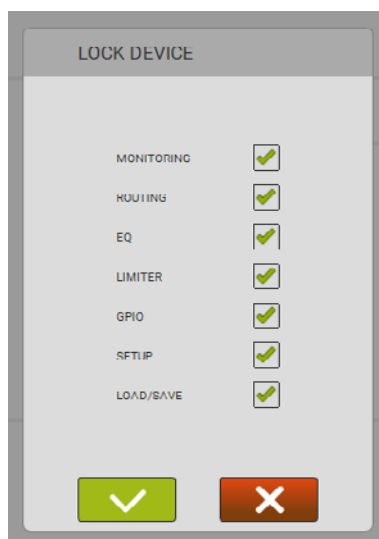 LOCK DEVICE
MONITORING
ROUTING
EQ
LIMITER
GPIO
SETUP
LOAD/SAVE